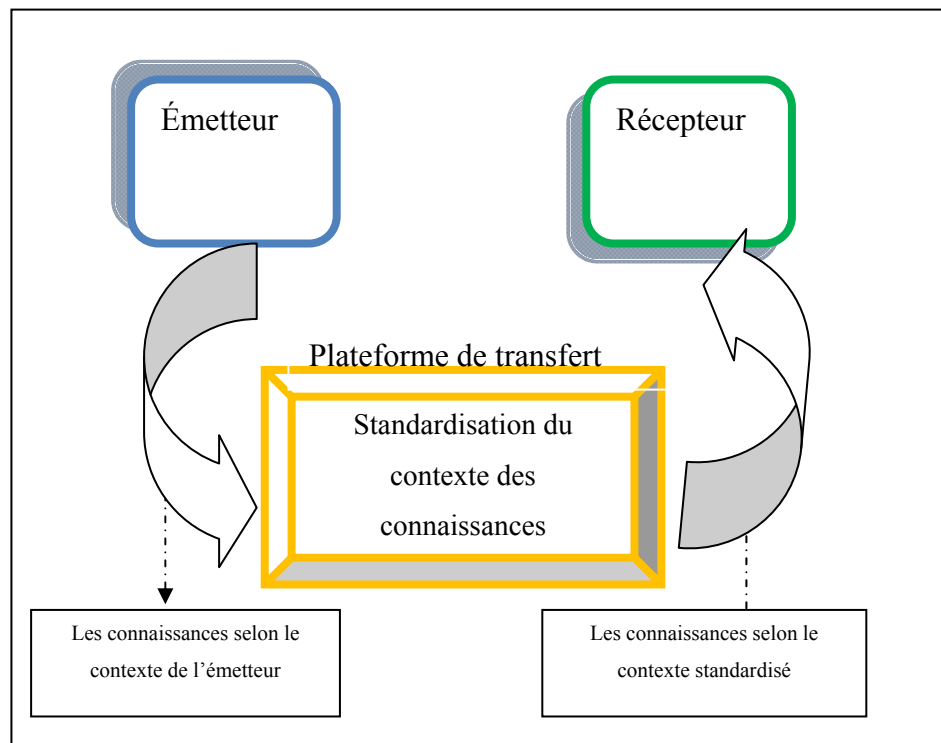 Émetteur
Récepteur
Plateforme de transfert
Standardisation du
contexte des
connaissances
Les connaissances selon le
contexte de l’émetteur
Les connaissances selon le
contexte standardisé